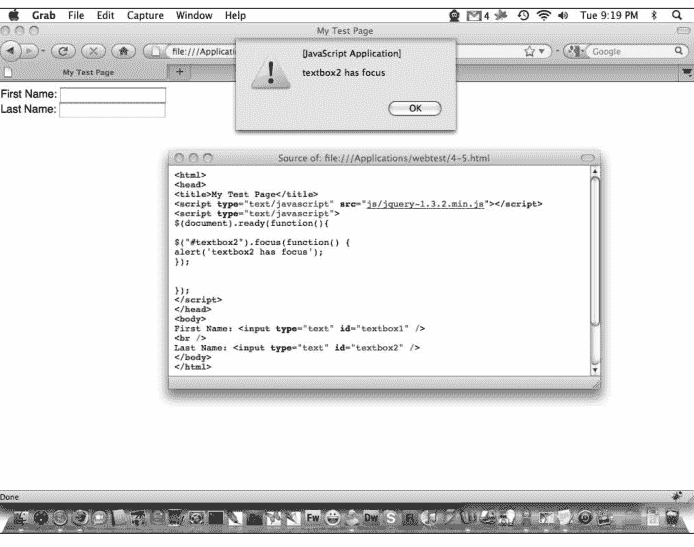 Grab File Edit Capture Window Help 4 Tue 9:19 PM
My Test Page
file:///Applicati
Google
My Test Page
[JavaScript Application]
textbox2 has focus
OK
First Name:
Last Name:
Source of: file:///Applications/webtest/4-5.html
<html>
<head>
<title>My Test Page</title>
<script type="text/javascript" src="js/jquery-1.3.2.min.js"></script>
<script type="text/javascript">
$(document).ready(function(){
$("#textbox2").focus(function() {
alert('textbox2 has focus');
});
});
</script>
</head>
<body>
First Name: <input type="text" id="textbox1" />
<br />
Last Name: <input type="text" id="textbox2" />
</body>
</html>
Done
Fw Dw S